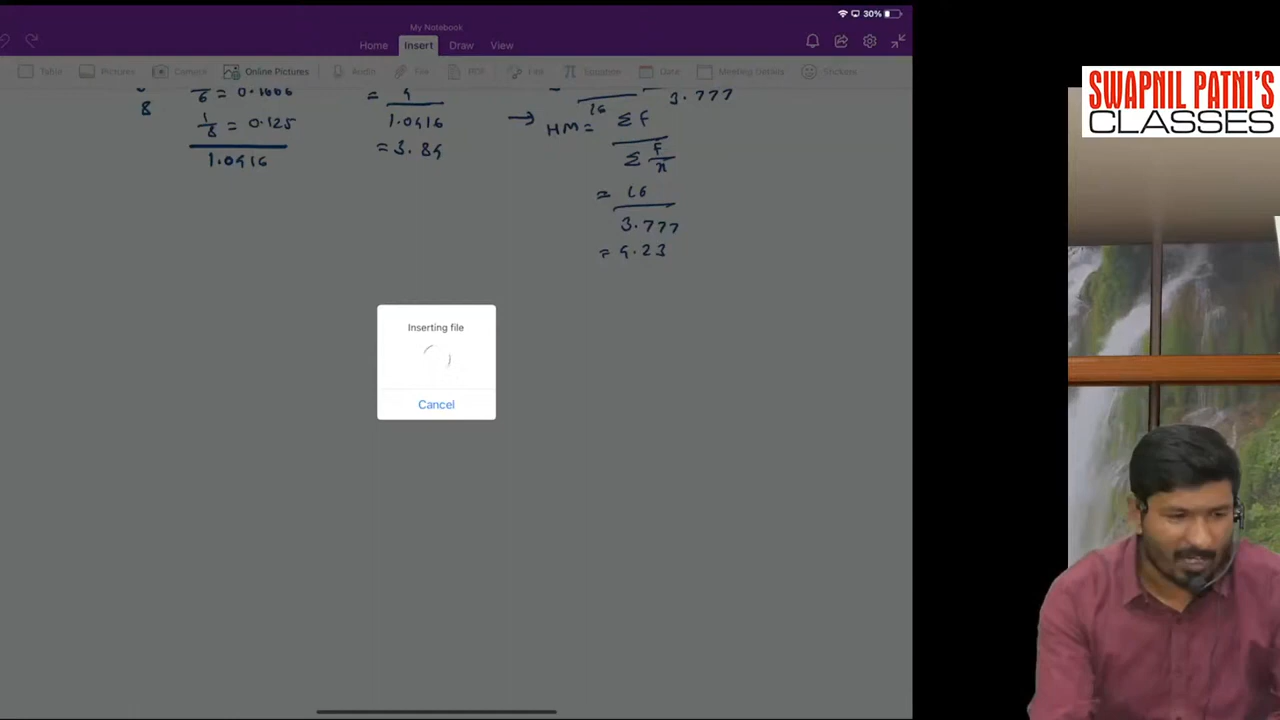 30%
My Notebook
Home Insert Draw View
Table Pictures Camera Online Pictures Audio File PDF Link Equation Date Meeting Details Stickers
6 = 0.1666
8
1/8 = 0.125
1.0416
= 4
1.0416
= 3.84
16 3.777
→ HM = Σf
Σ f/x
= 16
3.777
= 4.23
Inserting file
Cancel
SWAPNIL PATNI'S
CLASSES